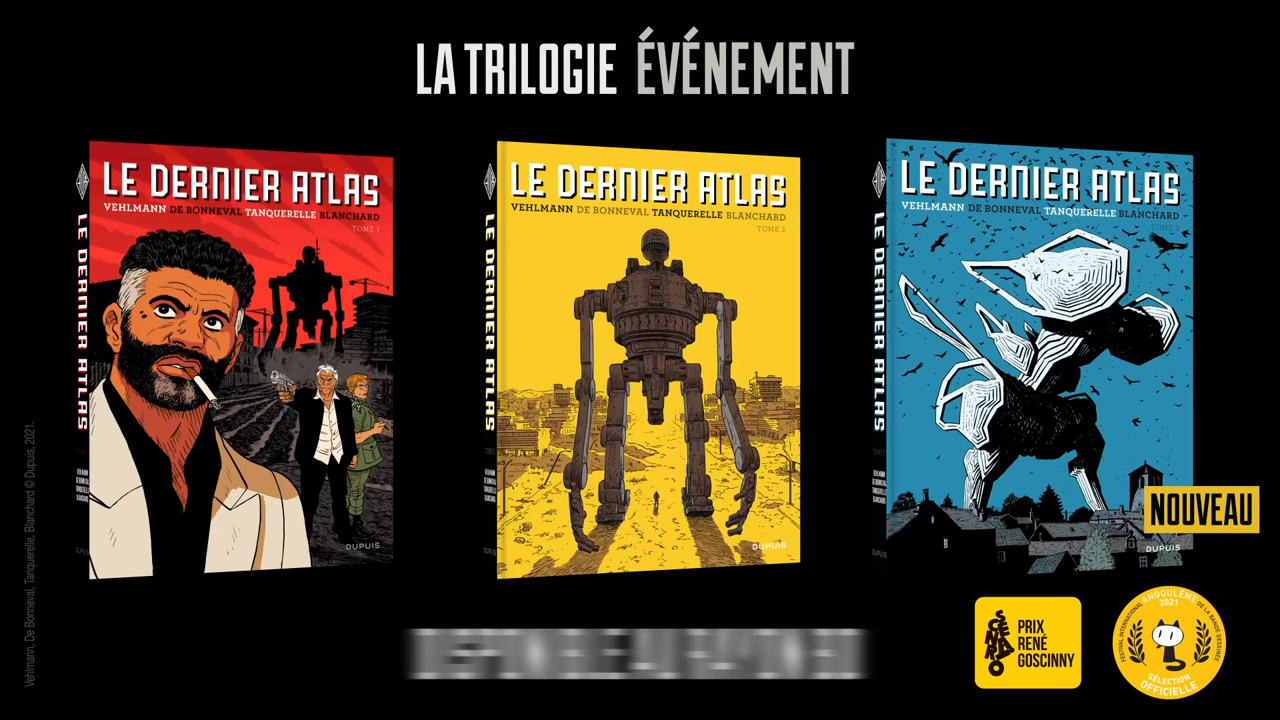 LA TRILOGIE ÉVÉNEMENT
LE DERNIER ATLAS
VEHLMANN DE BONNEVAL TANQUERELLE BLANCHARD
TOME 1
LE DERNIER ATLAS
DUPUIS
LE DERNIER ATLAS
VEHLMANN DE BONNEVAL TANQUERELLE BLANCHARD
TOME 2
LE DERNIER ATLAS
DUPUIS
LE DERNIER ATLAS
VEHLMANN DE BONNEVAL TANQUERELLE BLANCHARD
TOME 3
LE DERNIER ATLAS
DUPUIS
NOUVEAU
Vehlmann, De Bonneval, Tanquerelle, Blanchard © Dupuis, 2021.
SCENARIO
PRIX
RENÉ
GOSCINNY
FESTIVAL INTERNATIONAL DE LA BANDE DESSINÉE
ANGOULÊME
2021
SÉLECTION
OFFICIELLE